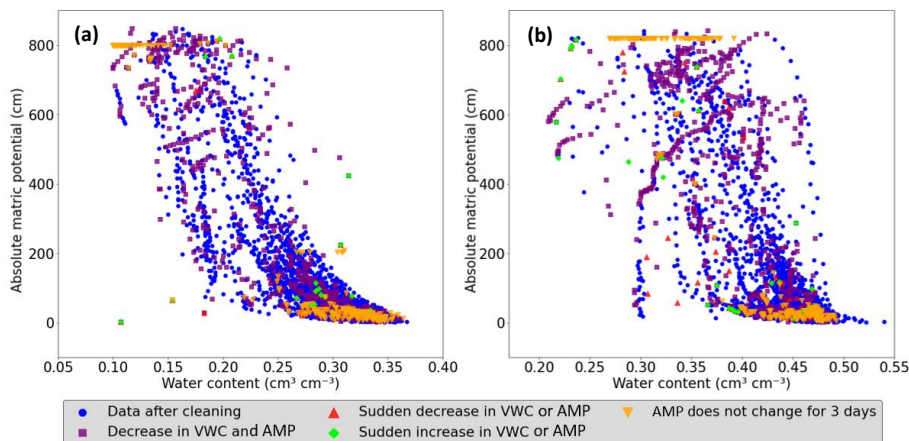 (a)
Absolute matric potential (cm)
800
600
400
200
0
0.05 0.10 0.15 0.20 0.25 0.30 0.40
Water content (cm³ cm⁻³)
(b)
Absolute matric potential (cm)
800
600
400
200
0
0.20 0.25 0.30 0.35 0.40 0.45 0.50 0.55
Water content (cm³ cm⁻³)
Data after cleaning
Decrease in VWC and AMP
Sudden decrease in VWC or AMP
Sudden increase in VWC or AMP
AMP does not change for 3 days